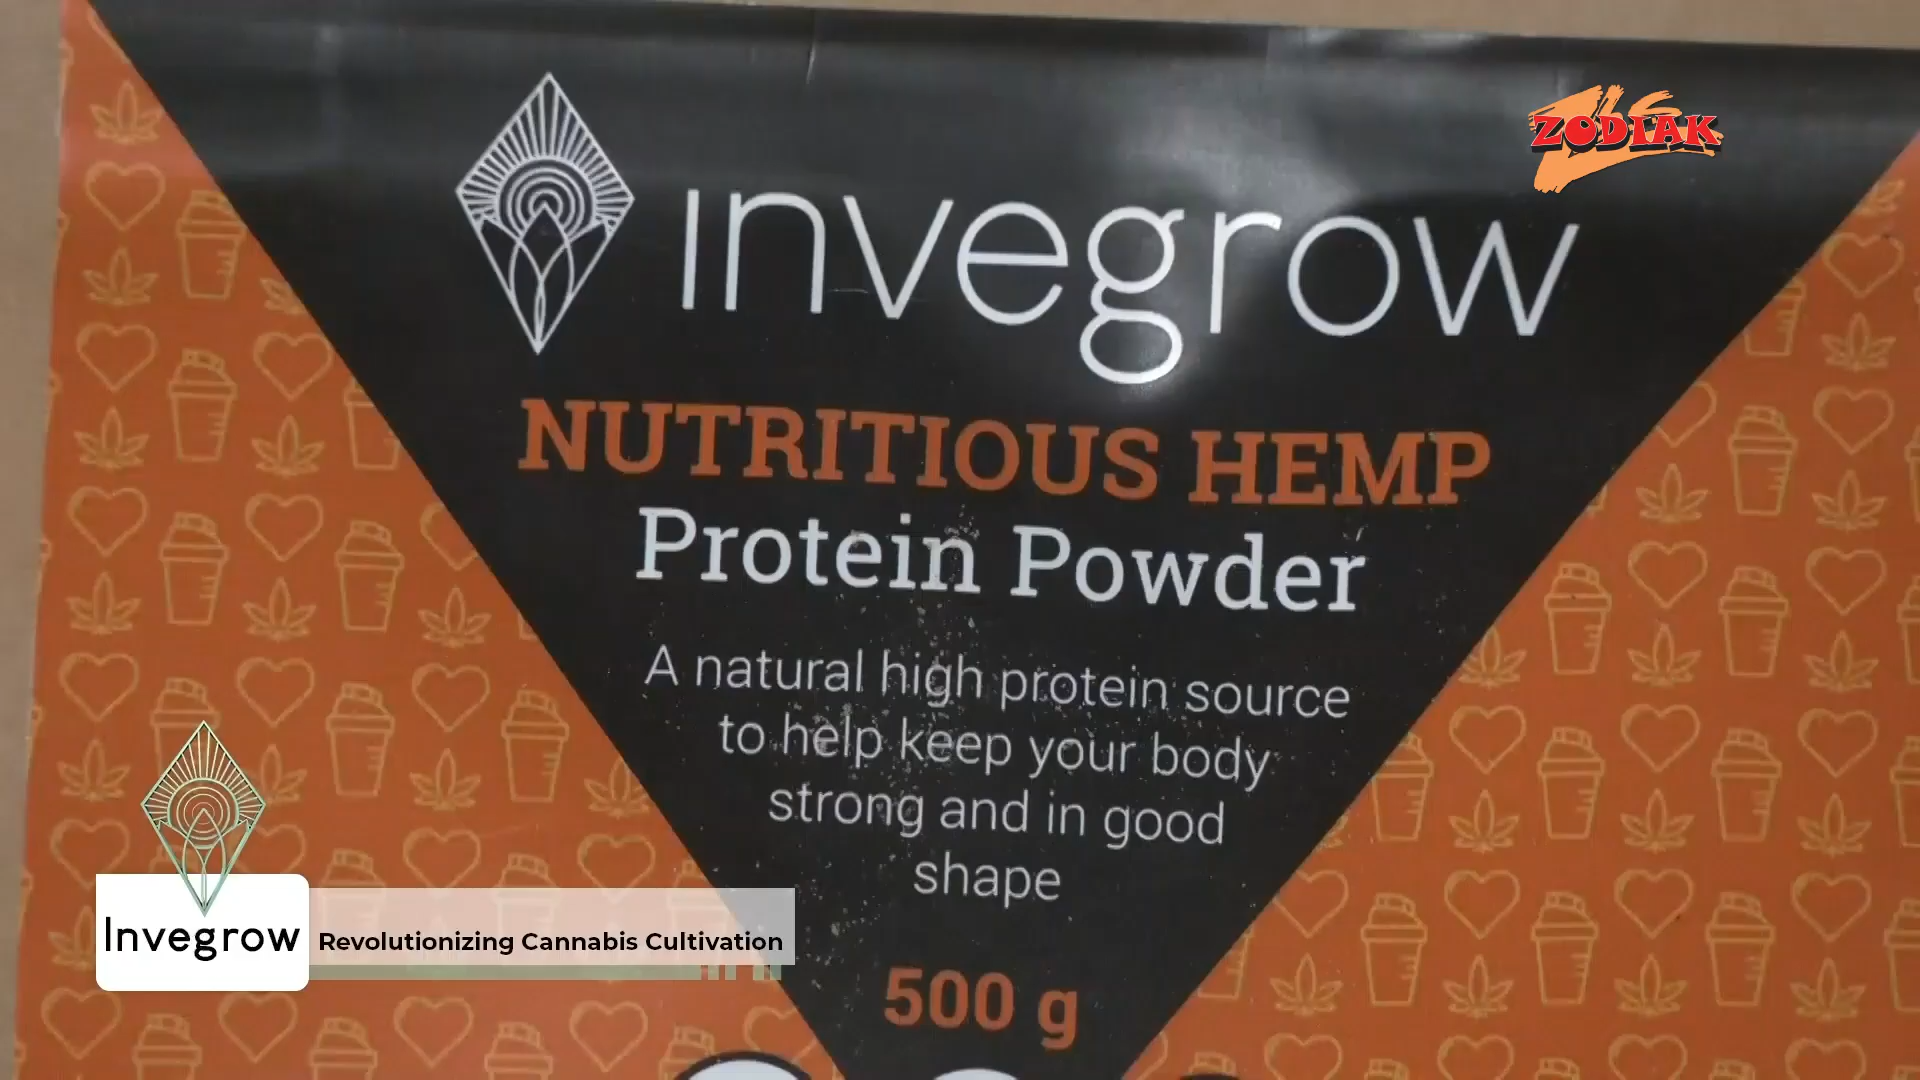 ZODIAK
invegrow
NUTRITIOUS HEMP
Protein Powder
A natural high protein source
to help keep your body
strong and in good
shape
500 g
Invegrow
Revolutionizing Cannabis Cultivation